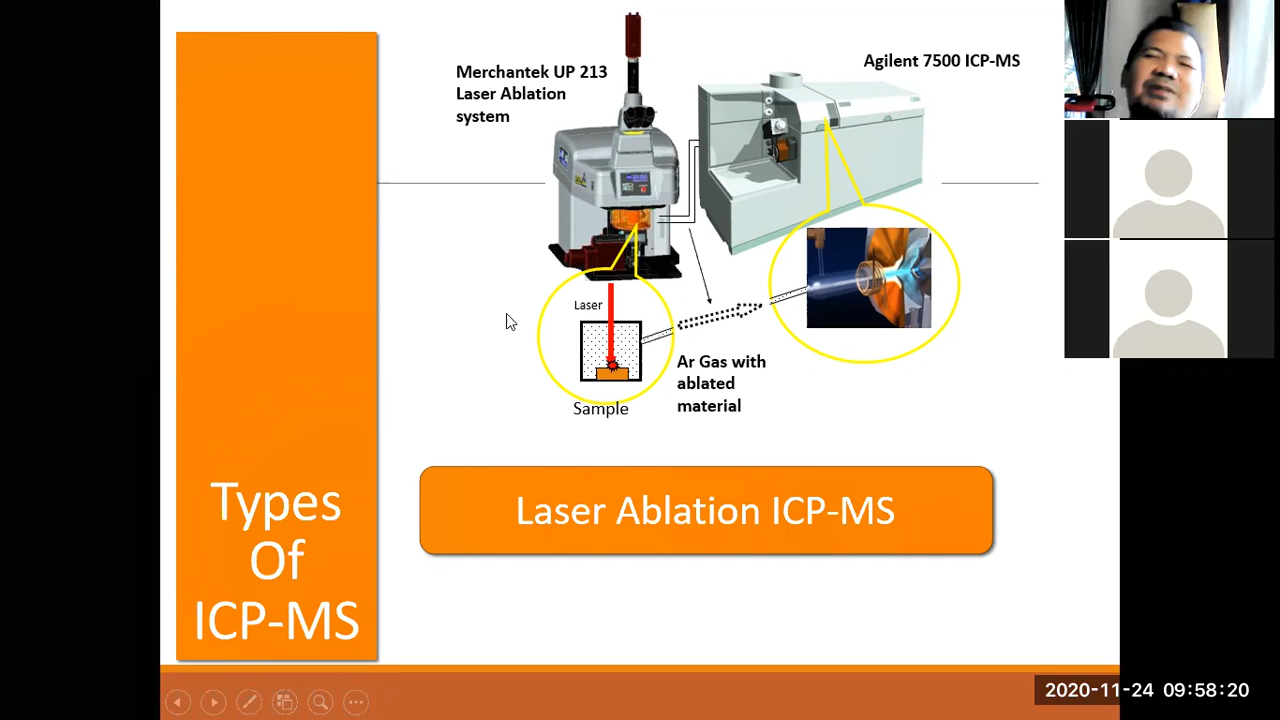 Merchantek UP 213
Laser Ablation
system
Agilent 7500 ICP-MS
Laser
Sample
Ar Gas with
ablated
material
Types
Of
ICP-MS
Laser Ablation ICP-MS
2020-11-24 09:58:20